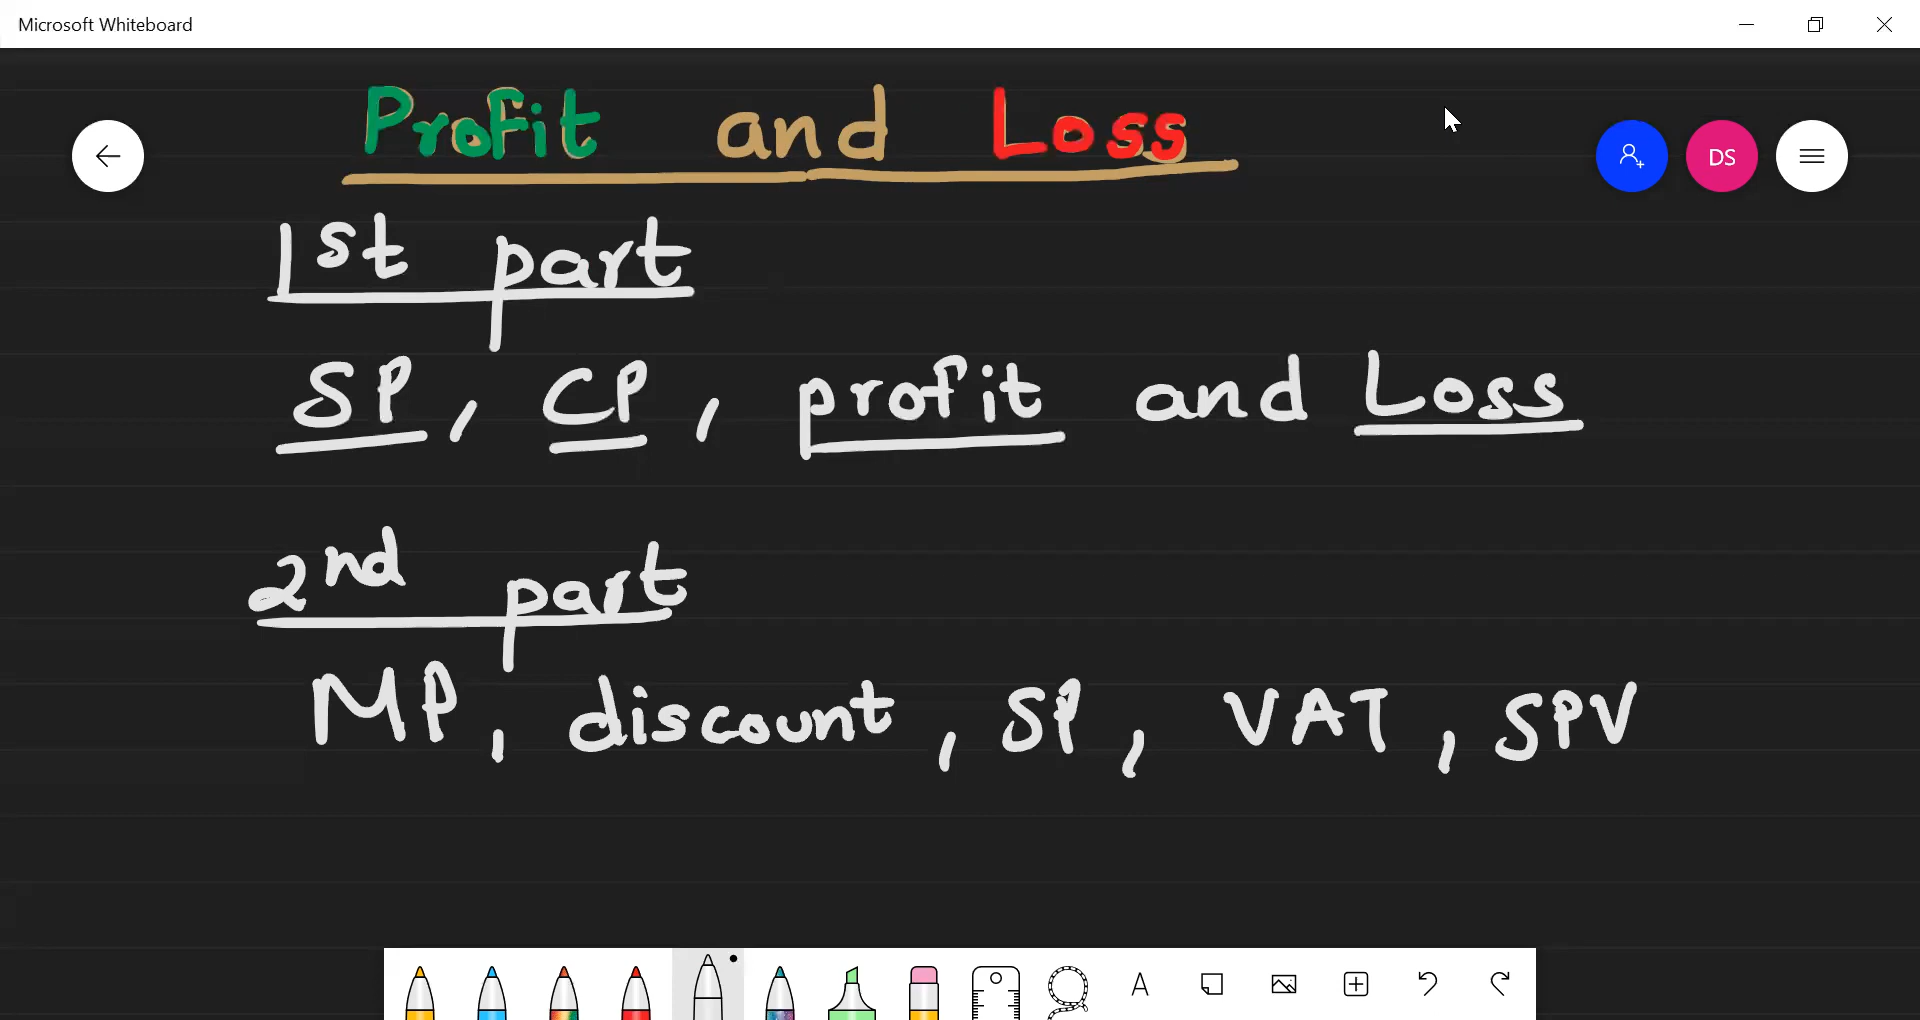 Microsoft Whiteboard
Profit and Loss
DS
1st part
SP, CP, profit and Loss
2nd part
MP, discount, SP, VAT, SPV
A